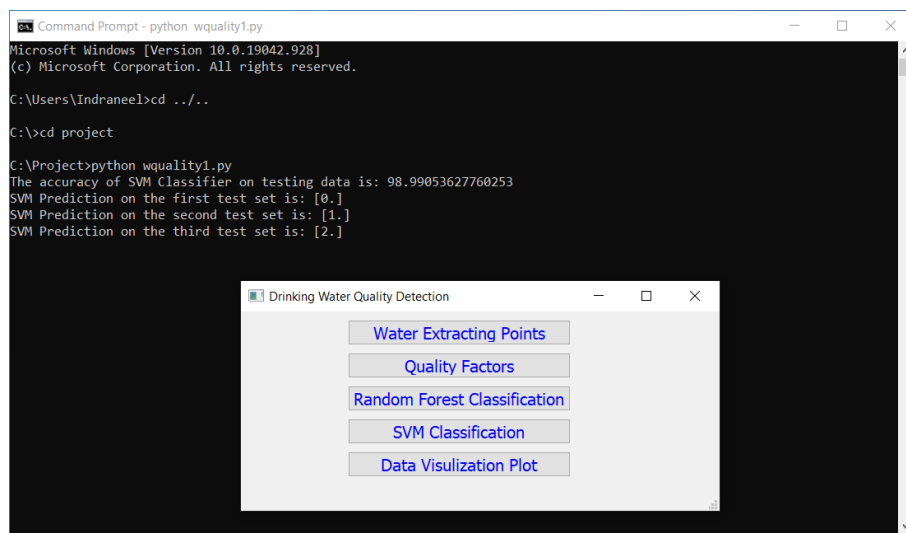 Command Prompt - python wquality1.py
Microsoft Windows [Version 10.0.19042.928]
(c) Microsoft Corporation. All rights reserved.
C:\Users\Indraneel>cd ../..
C:\>cd project
C:\Project>python wquality1.py
The accuracy of SVM Classifier on testing data is: 98.99053627760253
SVM Prediction on the first test set is: [0.]
SVM Prediction on the second test set is: [1.]
SVM Prediction on the third test set is: [2.]
Drinking Water Quality Detection
Water Extracting Points
Quality Factors
Random Forest Classification
SVM Classification
Data Visulization Plot